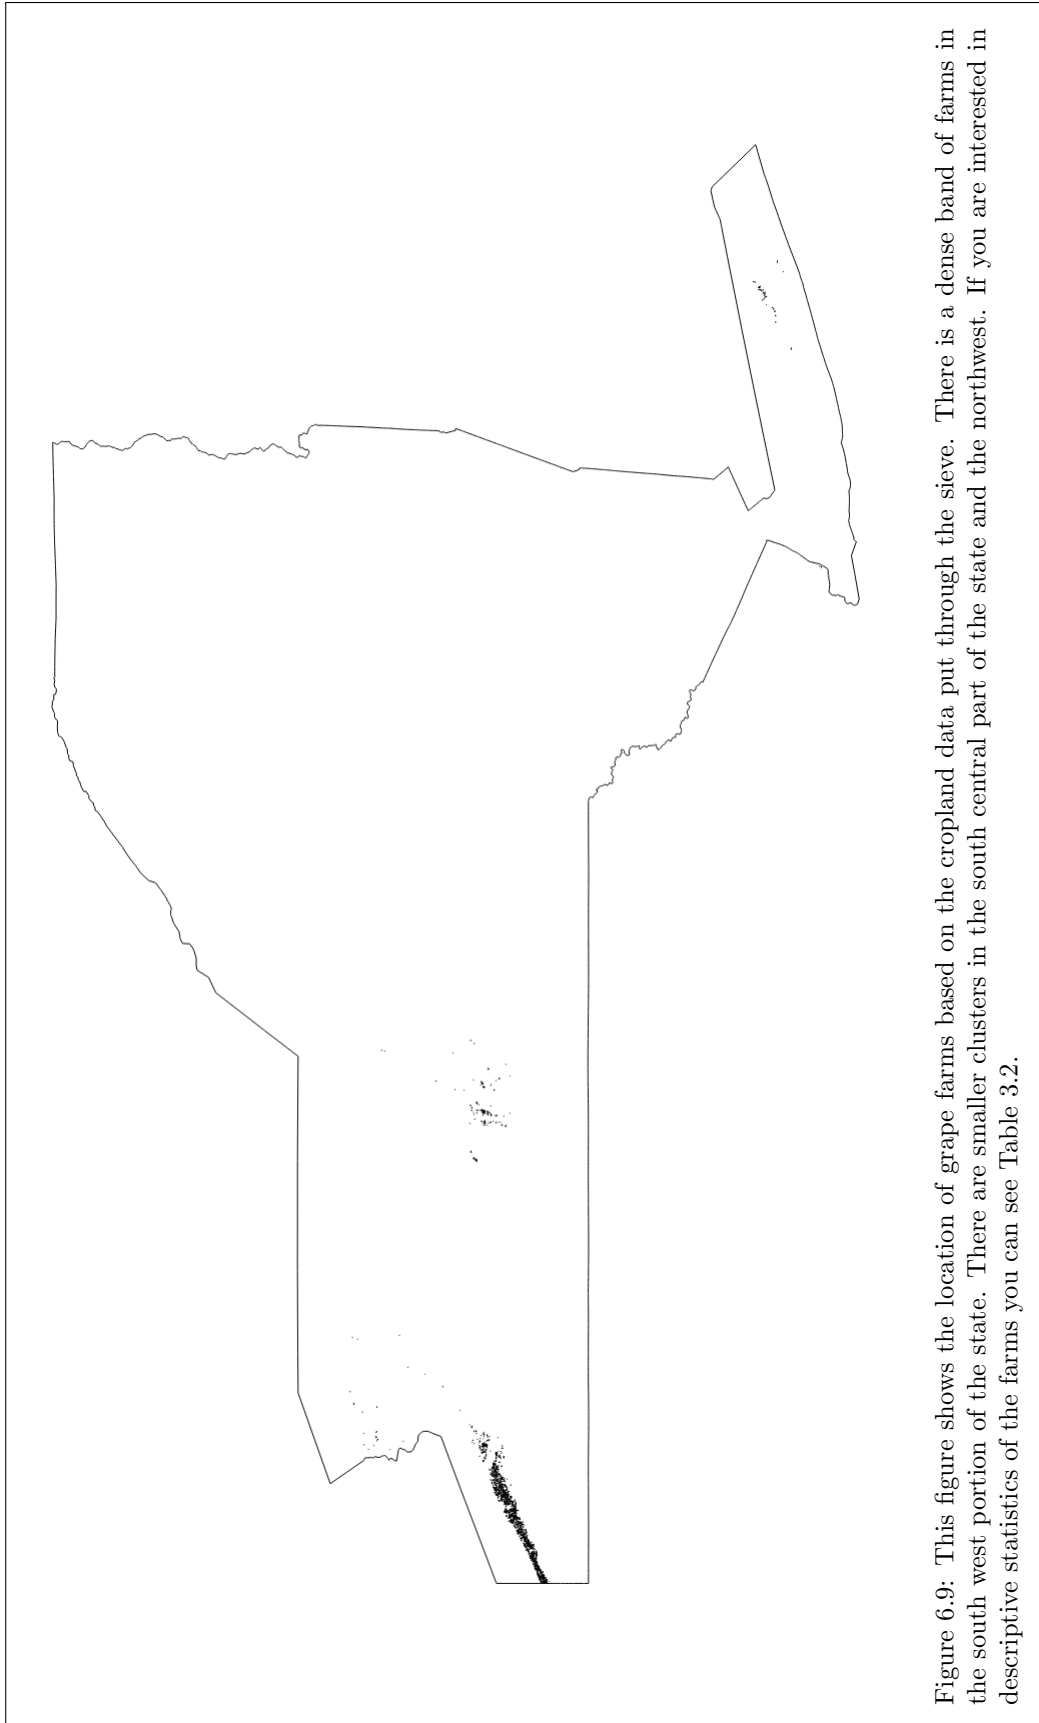 Figure 6.9: This figure shows the location of grape farms based on the cropland data put through the sieve. There is a dense band of farms in
the south west portion of the state. There are smaller clusters in the south central part of the state and the northwest. If you are interested in
descriptive statistics of the farms you can see Table 3.2.